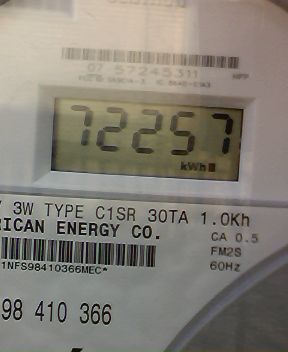 07 57245311
72257
kWh
3W TYPE C1SR 30TA 1.0Kh
RICAN ENERGY CO.
CA 0.5
FM2S
1NFS98410366MEC*
60Hz
98 410 366